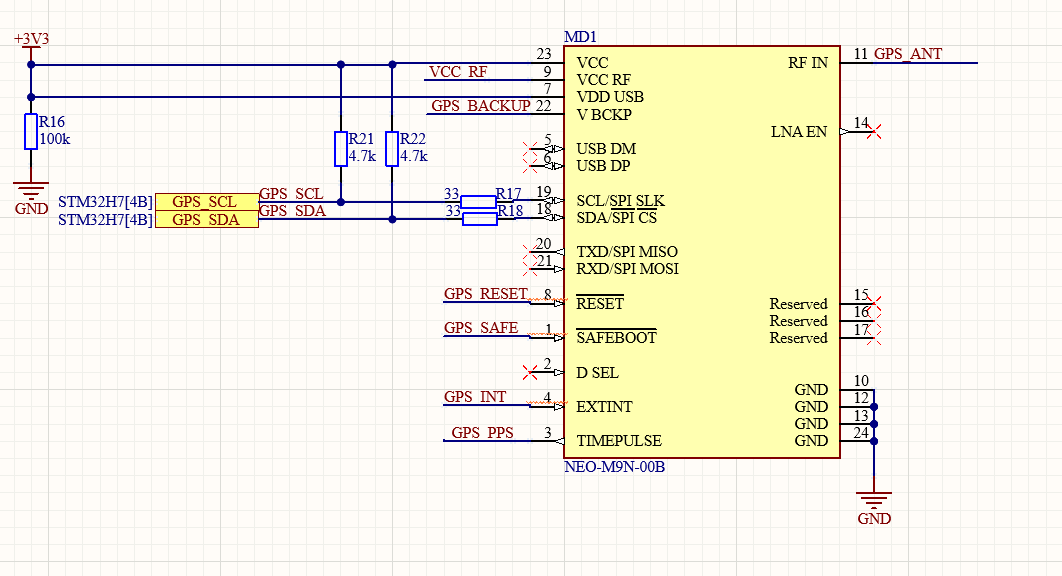 MD1
+3V3
23 VCC
VCC_RF 9 VCC RF
7 VDD USB
GPS_BACKUP 22 V BCKP
RF IN 11 GPS_ANT
LNA EN 14
R16
100k
GND
R21
4.7k
R22
4.7k
5 USB DM
6 USB DP
STM32H7[4B] GPS_SCL GPS_SCL 33 R17 19 SCL/SPI SLK
STM32H7[4B] GPS_SDA GPS_SDA 33 R18 18 SDA/SPI CS
20 TXD/SPI MISO
21 RXD/SPI MOSI
GPS_RESET 8 RESET
Reserved 15
Reserved 16
GPS_SAFE 1 SAFEBOOT
Reserved 17
2 D SEL
GPS_INT 4 EXTINT
GPS_PPS 3 TIMEPULSE
GND 10
GND 12
GND 13
GND 24
NEO-M9N-00B
GND